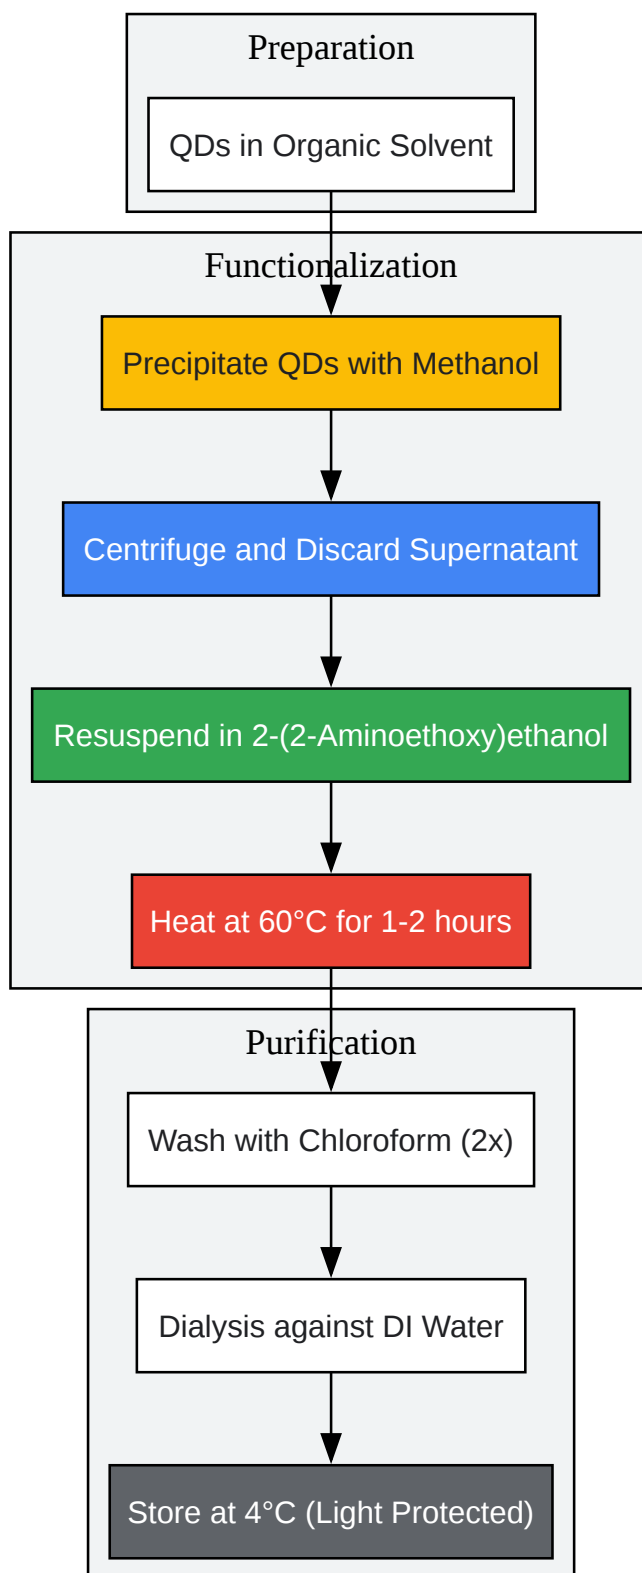 Preparation
QDs in Organic Solvent
Functionalization
Precipitate QDs with Methanol
Centrifuge and Discard Supernatant
Resuspend in 2-(2-Aminoethoxy)ethanol
Heat at 60°C for 1-2 hours
Purification
Wash with Chloroform (2x)
Dialysis against DI Water
Store at 4°C (Light Protected)